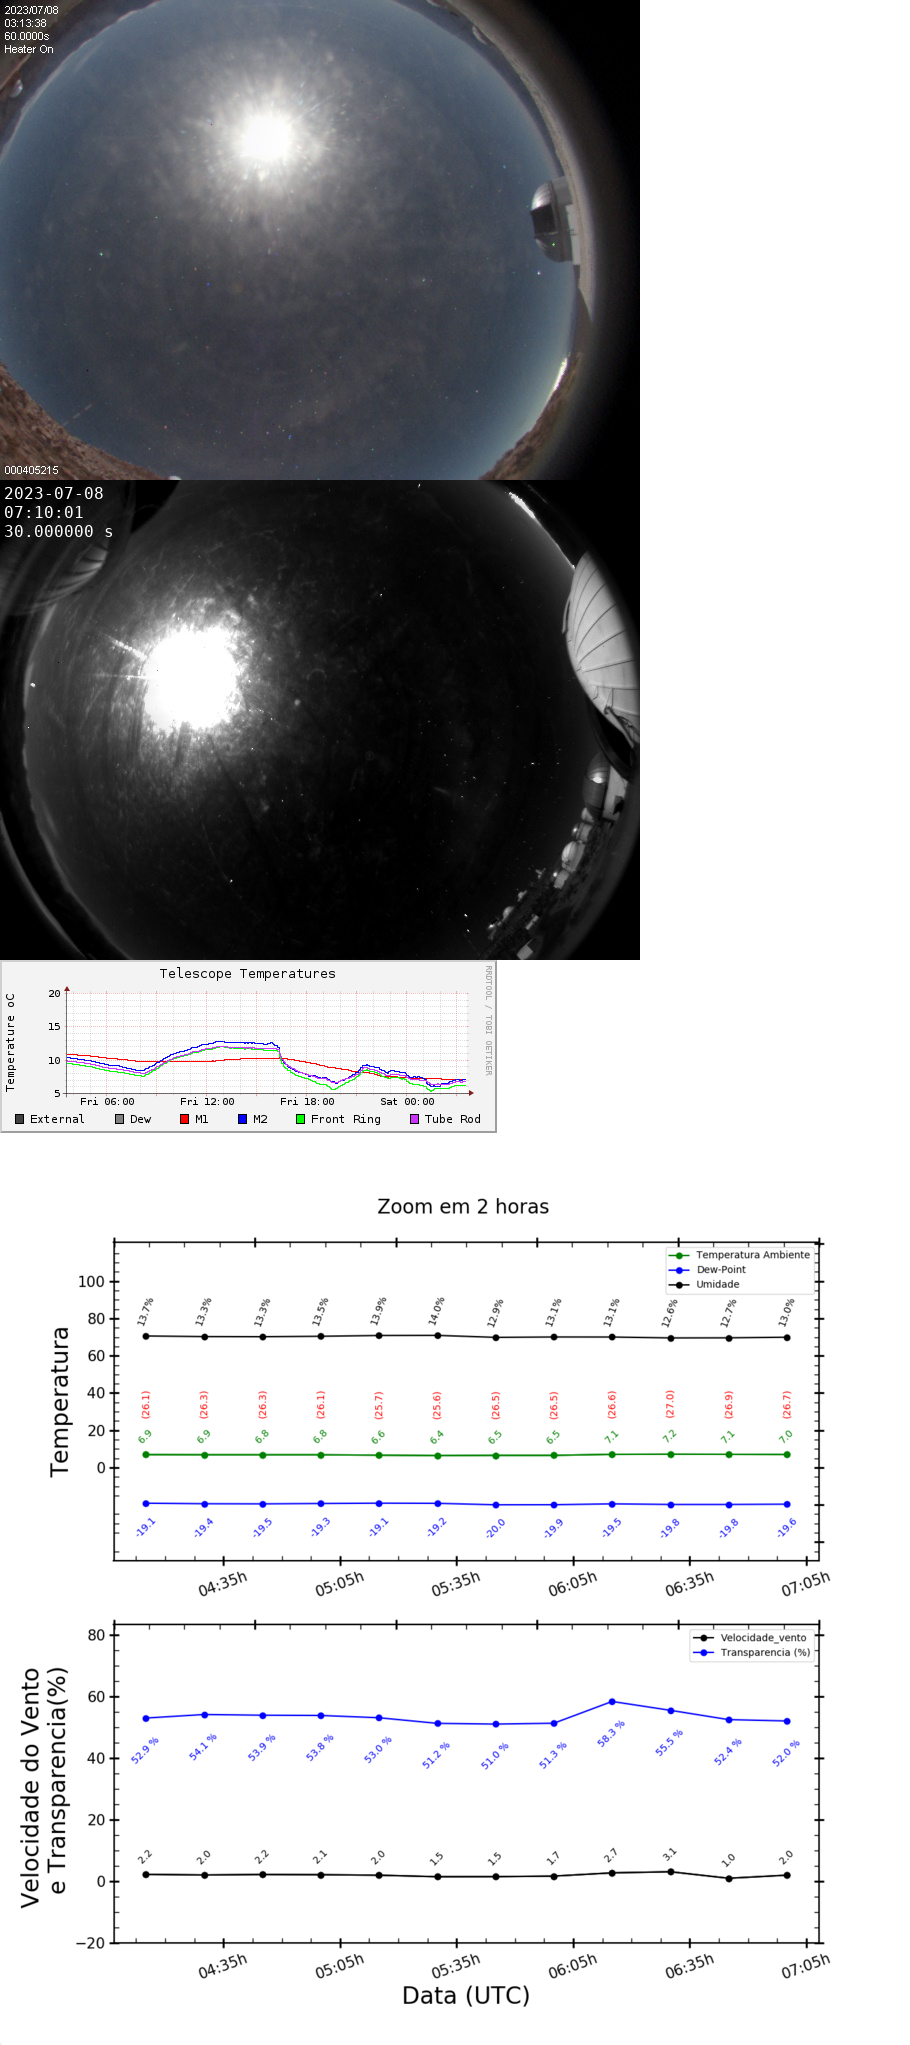 2023/07/08
03:13:38
60.0000s
Heater On
000405215
2023-07-08
07:10:01
30.000000 s
Telescope Temperatures
RRDTOOL / TOBI OETIKER
Temperature oC
20
15
10
5
Fri 06:00 Fri 12:00 Fri 18:00 Sat 00:00
External Dew M1 M2 Front Ring Tube Rod
Zoom em 2 horas
Temperatura Ambiente
Dew-Point
Umidade
Temperatura
100
80
60
40
20
0
13.7% 13.3% 13.3% 13.5% 13.9% 14.0% 12.9% 13.1% 13.1% 12.6% 12.7% 13.0%
(26.1) (26.3) (26.3) (26.1) (25.7) (25.6) (26.5) (26.5) (26.6) (27.0) (26.9) (26.7)
6.9 6.9 6.8 6.8 6.6 6.4 6.5 6.5 7.1 7.2 7.1 7.0
-19.1 -19.4 -19.5 -19.3 -19.1 -19.2 -20.0 -19.9 -19.5 -19.8 -19.8 -19.6
04:35h 05:05h 05:35h 06:05h 06:35h 07:05h
Velocidade_vento
Transparencia (%)
Velocidade do Vento
e Transparencia(%)
80
60
40
20
0
−20
52.9 % 54.1 % 53.9 % 53.8 % 53.0 % 51.2 % 51.0 % 51.3 % 58.3 % 55.5 % 52.4 % 52.0 %
2.2 2.0 2.2 2.1 2.0 1.5 1.5 1.7 2.7 3.1 1.0 2.0
04:35h 05:05h 05:35h 06:05h 06:35h 07:05h
Data (UTC)